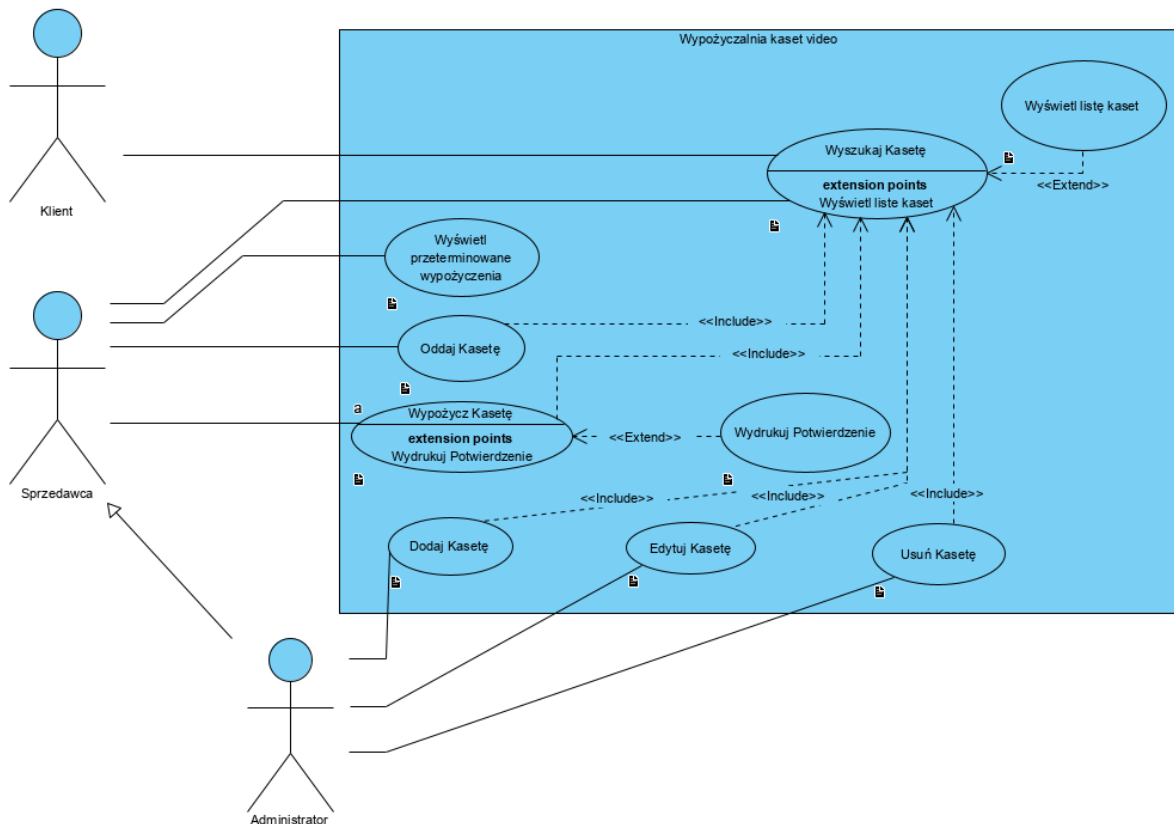 Wypożyczalnia kaset video
Wyświetl listę kaset
Wyszukaj Kasetę
extension points
Wyświetl liste kaset
<<Extend>>
Klient
Wyświetl
przeterminowane
wypożyczenia
<<Include>>
Oddaj Kasetę
<<Include>>
a
Wypożycz Kasetę
extension points
Wydrukuj Potwierdzenie
<<Extend>>
Wydrukuj Potwierdzenie
Sprzedawca
<<Include>>
<<Include>>
<<Include>>
Dodaj Kasetę
Edytuj Kasetę
Usuń Kasetę
Administrator